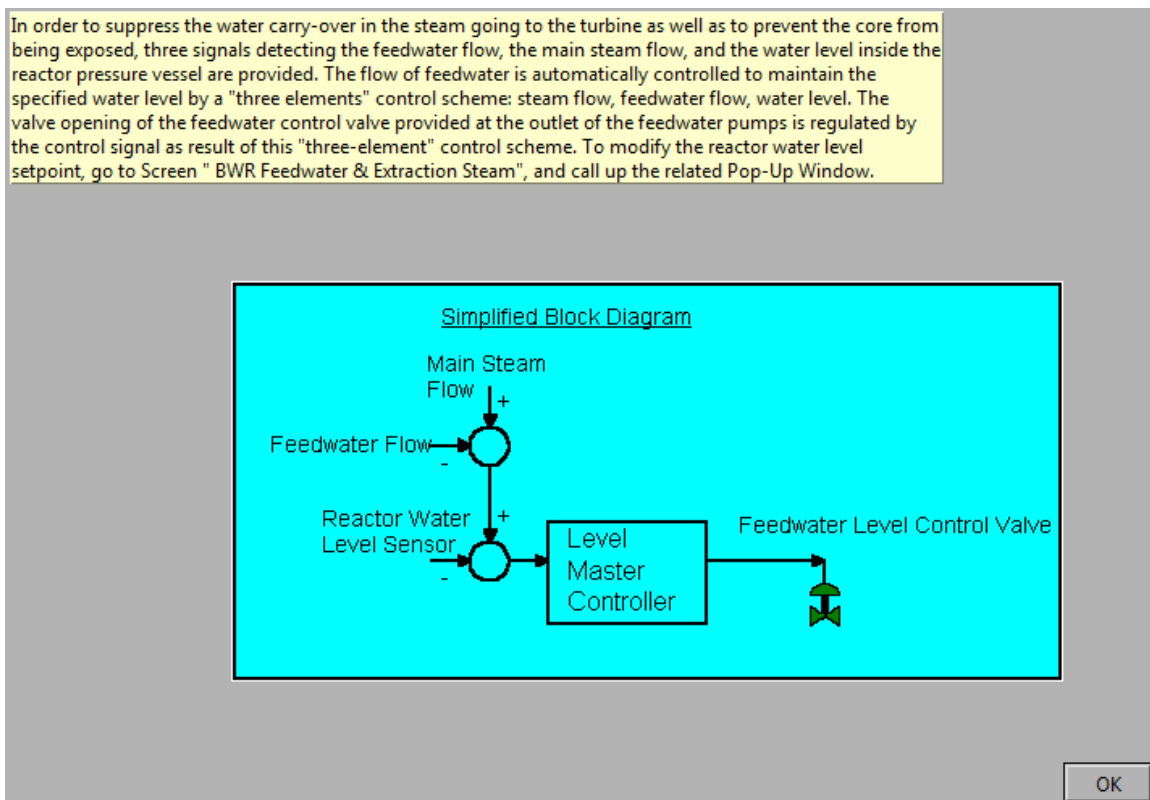 In order to suppress the water carry-over in the steam going to the turbine as well as to prevent the core from
being exposed, three signals detecting the feedwater flow, the main steam flow, and the water level inside the
reactor pressure vessel are provided. The flow of feedwater is automatically controlled to maintain the
specified water level by a "three elements" control scheme: steam flow, feedwater flow, water level. The
valve opening of the feedwater control valve provided at the outlet of the feedwater pumps is regulated by
the control signal as result of this "three-element" control scheme. To modify the reactor water level
setpoint, go to Screen " BWR Feedwater & Extraction Steam", and call up the related Pop-Up Window.
Simplified Block Diagram
Main Steam
Flow
+
Feedwater Flow
-
Reactor Water
Level Sensor
+
-
Level
Master
Controller
Feedwater Level Control Valve
OK